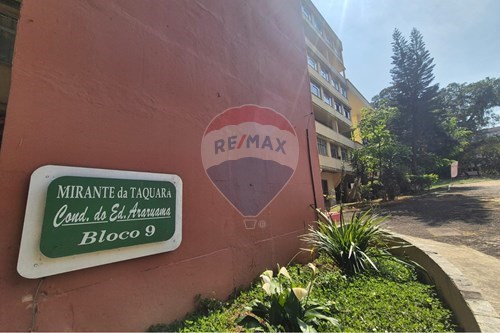 RE/MAX
MIRANTE da TAQUARA
Cond. do Ed. Araruama
Bloco 9